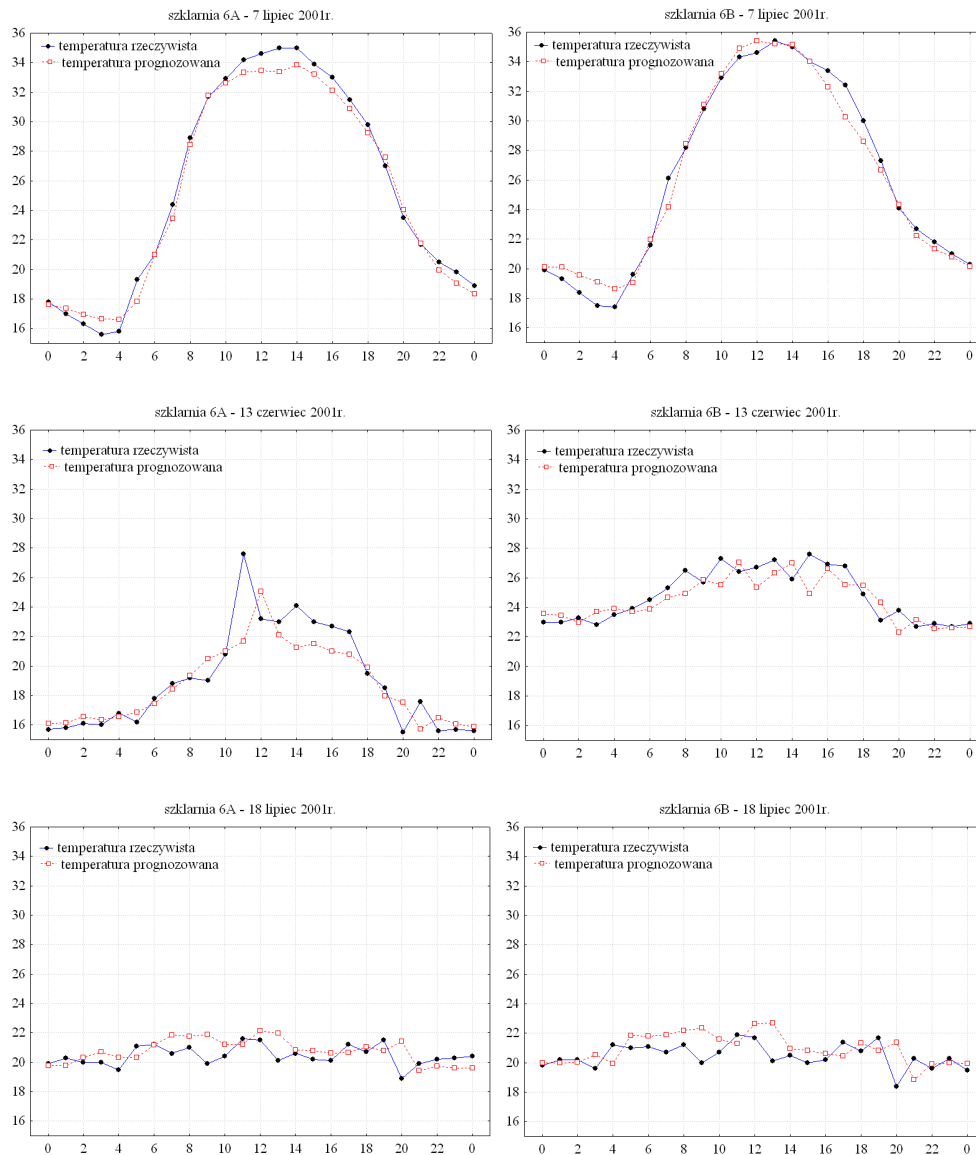 szklarnia 6A - 7 lipiec 2001r.
temperatura rzeczywista
temperatura prognozowana
36
34
32
30
28
26
24
22
20
18
16
0 2 4 6 8 10 12 14 16 18 20 22 0
szklarnia 6B - 7 lipiec 2001r.
temperatura rzeczywista
temperatura prognozowana
36
34
32
30
28
26
24
22
20
18
16
0 2 4 6 8 10 12 14 16 18 20 22 0
szklarnia 6A - 13 czerwiec 2001r.
temperatura rzeczywista
temperatura prognozowana
36
34
32
30
28
26
24
22
20
18
16
0 2 4 6 8 10 12 14 16 18 20 22 0
szklarnia 6B - 13 czerwiec 2001r.
temperatura rzeczywista
temperatura prognozowana
36
34
32
30
28
26
24
22
20
18
16
0 2 4 6 8 10 12 14 16 18 20 22 0
szklarnia 6A - 18 lipiec 2001r.
temperatura rzeczywista
temperatura prognozowana
36
34
32
30
28
26
24
22
20
18
16
0 2 4 6 8 10 12 14 16 18 20 22 0
szklarnia 6B - 18 lipiec 2001r.
temperatura rzeczywista
temperatura prognozowana
36
34
32
30
28
26
24
22
20
18
16
0 2 4 6 8 10 12 14 16 18 20 22 0